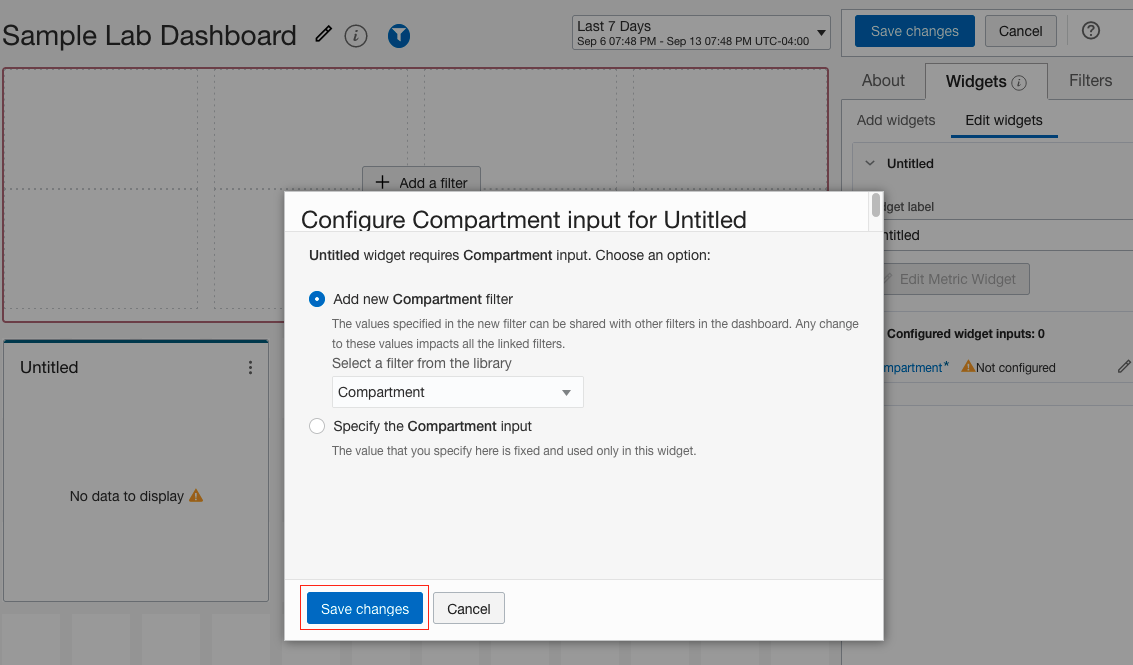 Sample Lab Dashboard
Last 7 Days
Sep 6 07:48 PM - Sep 13 07:48 PM UTC-04:00
Save changes
Cancel
About
Widgets
Filters
Add widgets
Edit widgets
Untitled
dget label
ntitled
Edit Metric Widget
Configured widget inputs: 0
mpartment*
Not configured
Add a filter
Untitled
No data to display
Configure Compartment input for Untitled
Untitled widget requires Compartment input. Choose an option:
Add new Compartment filter
The values specified in the new filter can be shared with other filters in the dashboard. Any change
to these values impacts all the linked filters.
Select a filter from the library
Compartment
Specify the Compartment input
The value that you specify here is fixed and used only in this widget.
Save changes
Cancel